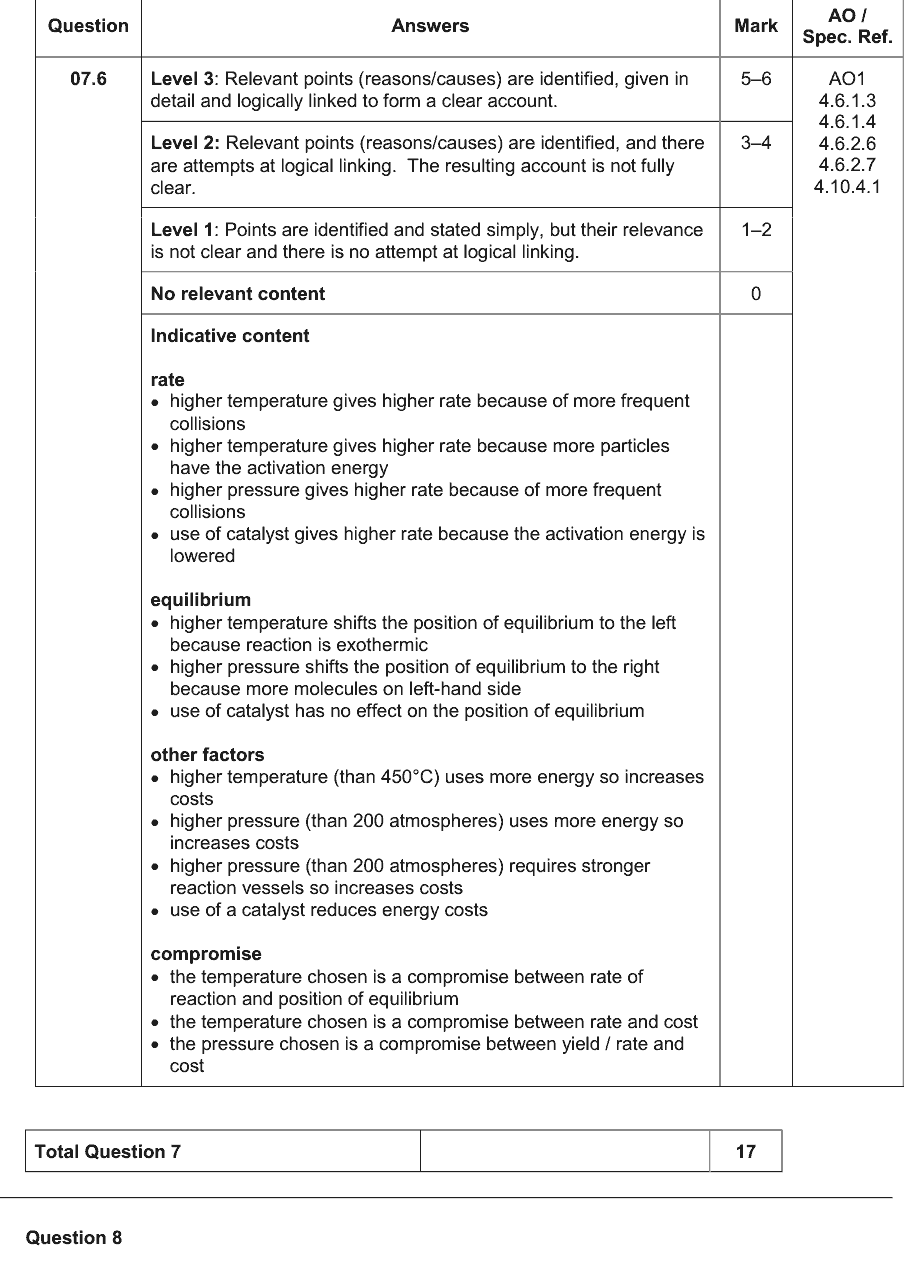 Question Answers Mark AO /
Spec. Ref.
07.6 Level 3: Relevant points (reasons/causes) are identified, given in 5–6 AO1
detail and logically linked to form a clear account. 4.6.1.3
4.6.1.4
Level 2: Relevant points (reasons/causes) are identified, and there 3–4 4.6.2.6
are attempts at logical linking.  The resulting account is not fully 4.6.2.7
clear. 4.10.4.1
Level 1: Points are identified and stated simply, but their relevance 1–2
is not clear and there is no attempt at logical linking.
No relevant content 0
Indicative content
rate
• higher temperature gives higher rate because of more frequent
collisions
• higher temperature gives higher rate because more particles
have the activation energy
• higher pressure gives higher rate because of more frequent
collisions
• use of catalyst gives higher rate because the activation energy is
lowered
equilibrium
• higher temperature shifts the position of equilibrium to the left
because reaction is exothermic
• higher pressure shifts the position of equilibrium to the right
because more molecules on left-hand side
• use of catalyst has no effect on the position of equilibrium
other factors
• higher temperature (than 450°C) uses more energy so increases
costs
• higher pressure (than 200 atmospheres) uses more energy so
increases costs
• higher pressure (than 200 atmospheres) requires stronger
reaction vessels so increases costs
• use of a catalyst reduces energy costs
compromise
• the temperature chosen is a compromise between rate of
reaction and position of equilibrium
• the temperature chosen is a compromise between rate and cost
• the pressure chosen is a compromise between yield / rate and
cost
Total Question 7 17
Question 8